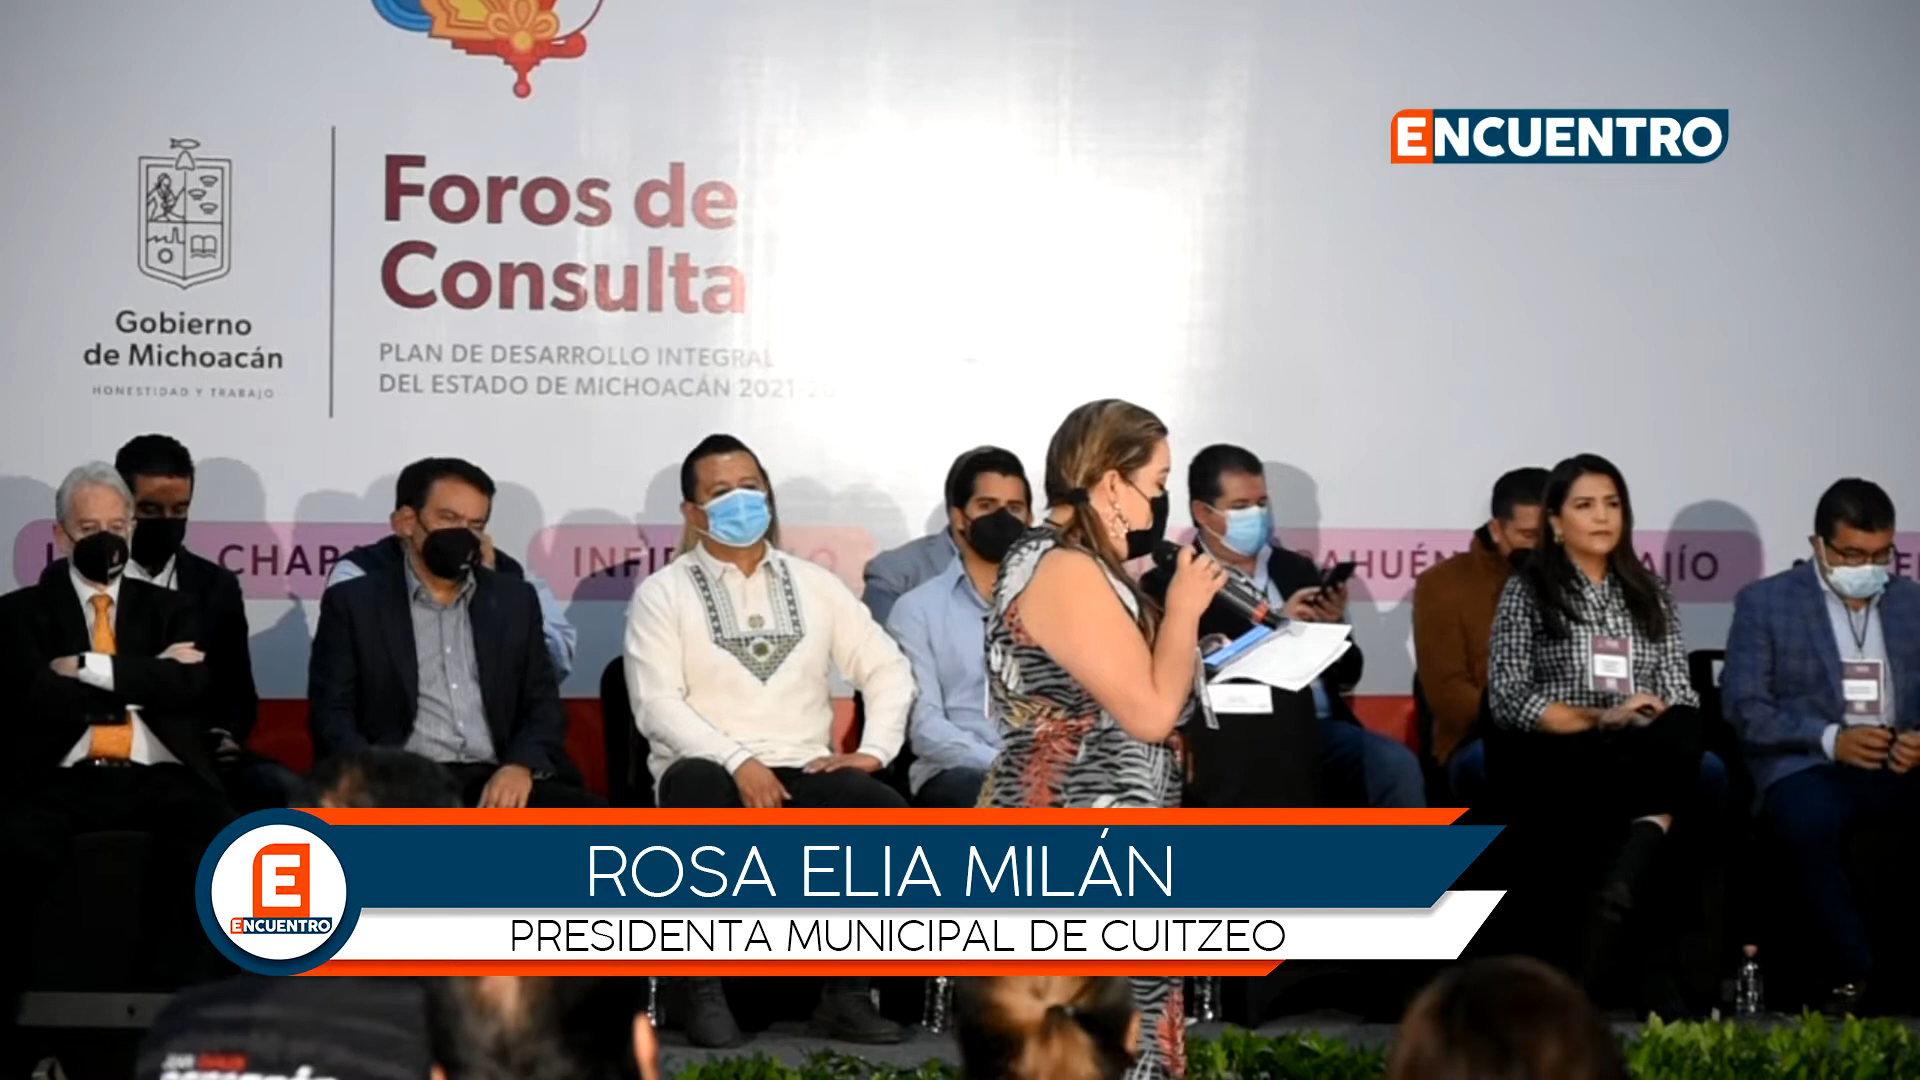 ENCUENTRO
Foros de
Consulta
Gobierno
de Michoacán
HONESTIDAD Y TRABAJO
PLAN DE DESARROLLO INTEGRAL
DEL ESTADO DE MICHOACÁN 2021-20
ROSA ELIA MILÁN
E
ENCUENTRO
PRESIDENTA MUNICIPAL DE CUITZEO